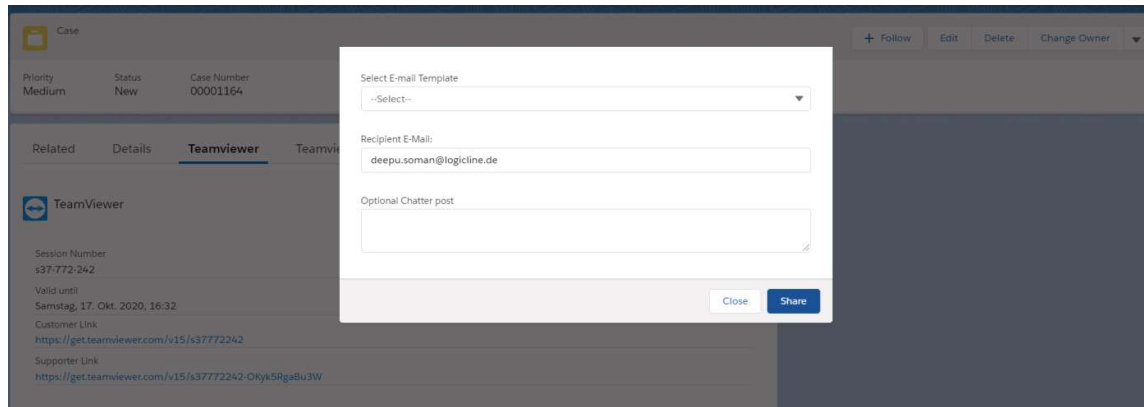 Case
+ Follow
Edit
Delete
Change Owner
Priority
Medium
Status
New
Case Number
00001164
Related
Details
Teamviewer
Teamvie
TeamViewer
Session Number
s37-772-242
Valid until
Samstag, 17. Okt. 2020, 16:32
Customer Link
https://get.teamviewer.com/v15/s37772242
Supporter Link
https://get.teamviewer.com/v15/s37772242-OKyk5RgaBu3W
Select E-mail Template
--Select--
Recipient E-Mail:
deepu.soman@logicline.de
Optional Chatter post
Close
Share